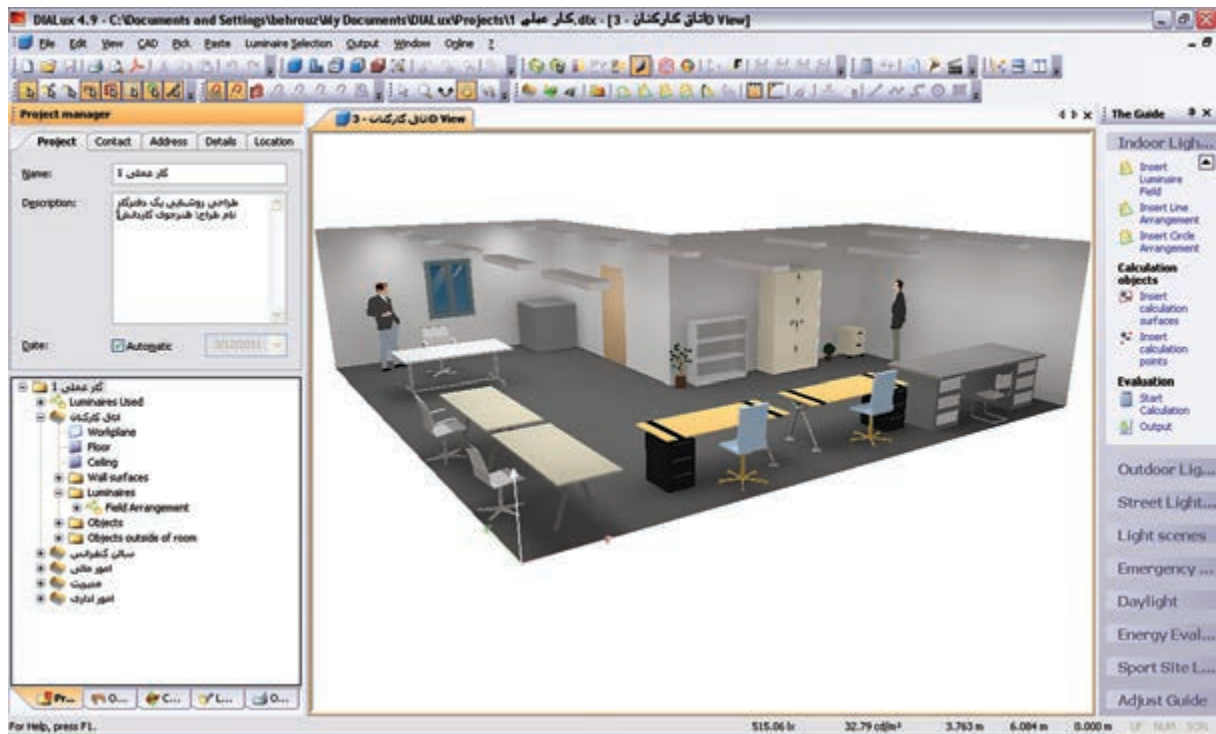 DIALux 4.9 - C:\Documents and Settings\behrouz\My Documents\DIALux\Projects\کار عملی 1.dlx - [اتاق کارکنان - 3D View]
File Edit View CAD Pick Paste Luminaire Selection Output Window Online ?
Project manager
Project Contact Address Details Location
Name:
کار عملی 1
Description:
طراحی روشنایی یک دفترکار
نام طراح: هنرجوی کاردانش
Date:
Automatic
کار عملی 1
Luminaires Used
اتاق کارکنان
Workplane
Floor
Ceiling
Wall surfaces
Luminaires
Field Arrangement
Objects
Objects outside of room
سالن کنفرانس
امور مالی
مدیریت
امور اداری
Pr... O... C... L... O...
اتاق کارکنان - 3D View
The Guide
Indoor Ligh...
Insert
Luminaire
Field
Insert Line
Arrangement
Insert Circle
Arrangement
Calculation
objects
Insert
calculation
surfaces
Insert
calculation
points
Evaluation
Start
Calculation
Output
Outdoor Lig...
Street Light...
Light scenes
Emergency ...
Daylight
Energy Eval...
Sport Site L...
Adjust Guide
For Help, press F1.
515.06 lx 32.79 cd/m² 3.763 m 6.084 m 0.000 m NUM